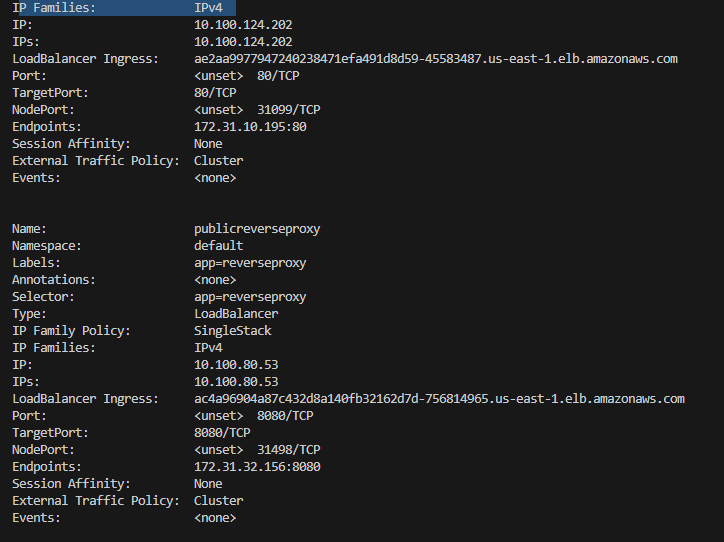 IP Families:              IPv4
IP:                       10.100.124.202
IPs:                      10.100.124.202
LoadBalancer Ingress:     ae2aa9977947240238471efa491d8d59-45583487.us-east-1.elb.amazonaws.com
Port:                     <unset>  80/TCP
TargetPort:               80/TCP
NodePort:                 <unset>  31099/TCP
Endpoints:                172.31.10.195:80
Session Affinity:         None
External Traffic Policy:  Cluster
Events:                   <none>
Name:                     publicreverseproxy
Namespace:                default
Labels:                   app=reverseproxy
Annotations:              <none>
Selector:                 app=reverseproxy
Type:                     LoadBalancer
IP Family Policy:         SingleStack
IP Families:              IPv4
IP:                       10.100.80.53
IPs:                      10.100.80.53
LoadBalancer Ingress:     ac4a96904a87c432d8a140fb32162d7d-756814965.us-east-1.elb.amazonaws.com
Port:                     <unset>  8080/TCP
TargetPort:               8080/TCP
NodePort:                 <unset>  31498/TCP
Endpoints:                172.31.32.156:8080
Session Affinity:         None
External Traffic Policy:  Cluster
Events:                   <none>